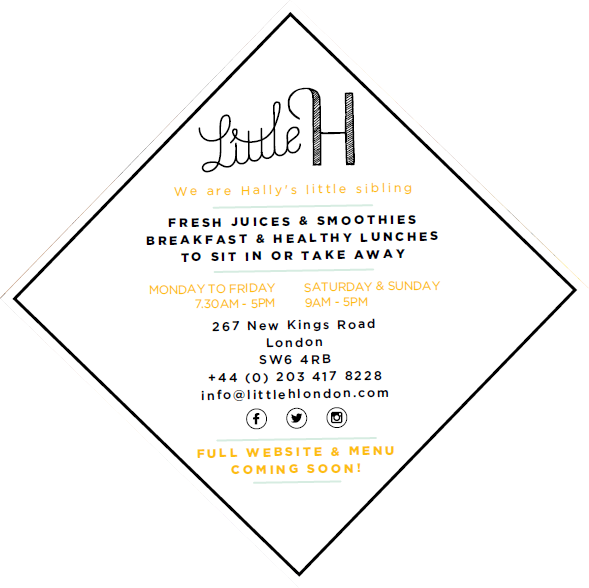 Little H
We are Hally's little sibling
FRESH JUICES & SMOOTHIES
BREAKFAST & HEALTHY LUNCHES
TO SIT IN OR TAKE AWAY
MONDAY TO FRIDAY
7.30AM - 5PM
SATURDAY & SUNDAY
9AM - 5PM
267 New Kings Road
London
SW6 4RB
+44 (0) 203 417 8228
info@littlehlondon.com
FULL WEBSITE & MENU
COMING SOON!